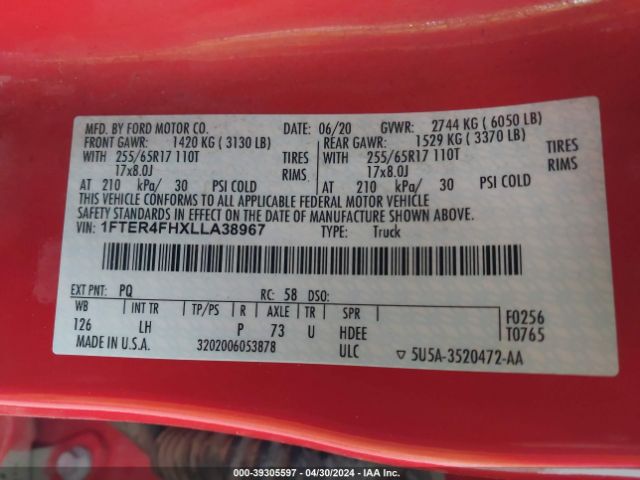 MFD. BY FORD MOTOR CO. DATE: 06/20 GVWR: 2744 KG ( 6050 LB)
FRONT GAWR: 1420 KG ( 3130 LB) REAR GAWR: 1529 KG ( 3370 LB)
WITH 255/65R17 110T TIRES WITH 255/65R17 110T TIRES
17x8.0J RIMS 17x8.0J RIMS
AT 210 kPa/ 30 PSI COLD AT 210 kPa/ 30 PSI COLD
THIS VEHICLE CONFORMS TO ALL APPLICABLE FEDERAL MOTOR VEHICLE
SAFETY STANDARDS IN EFFECT ON THE DATE OF MANUFACTURE SHOWN ABOVE.
VIN: 1FTER4FHXLLA38967 TYPE: Truck
EXT PNT: PQ RC: 58 DSO:
WB INT TR TP/PS R AXLE TR SPR F0256
126 LH P 73 U HDEE T0765
MADE IN U.S.A. 3202006053878 ULC ▽ 5U5A-3520472-AA
000-39305597 - 04/30/2024 - IAA Inc.